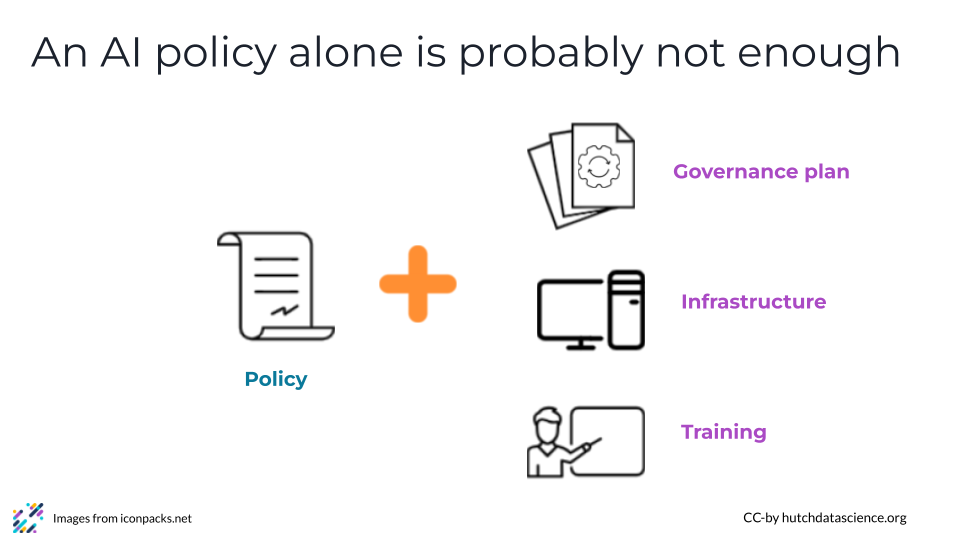 An AI policy alone is probably not enough
Governance plan
Infrastructure
Policy
Training
Images from iconpacks.net
CC-by hutchdatascience.org